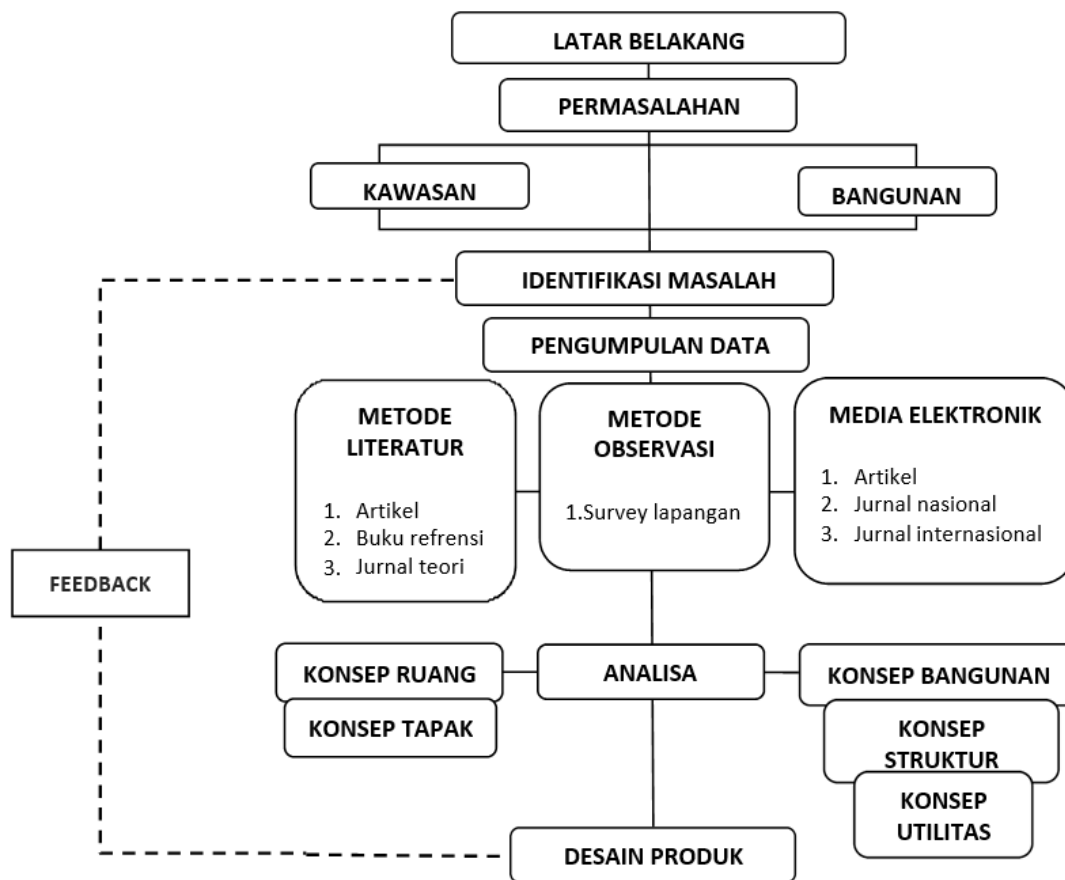 LATAR BELAKANG
PERMASALAHAN
KAWASAN
BANGUNAN
IDENTIFIKASI MASALAH
PENGUMPULAN DATA
METODE
LITERATUR
1. Artikel
2. Buku refrensi
3. Jurnal teori
METODE
OBSERVASI
1.Survey lapangan
MEDIA ELEKTRONIK
1. Artikel
2. Jurnal nasional
3. Jurnal internasional
FEEDBACK
KONSEP RUANG
KONSEP TAPAK
ANALISA
KONSEP BANGUNAN
KONSEP
STRUKTUR
KONSEP
UTILITAS
DESAIN PRODUK